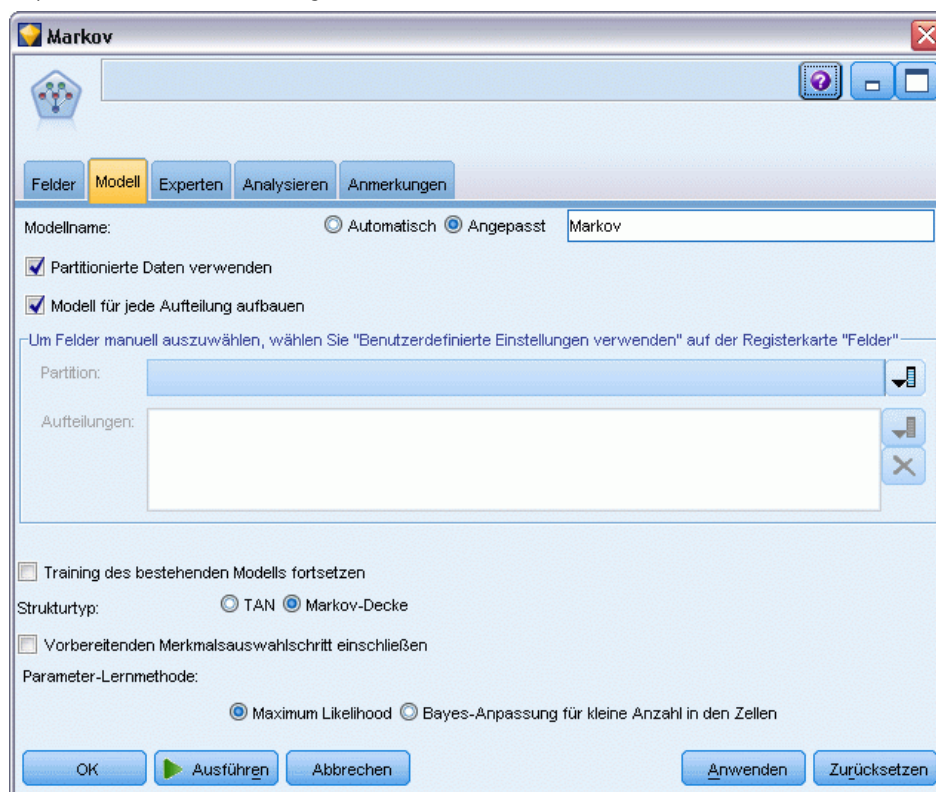 Markov
Felder Modell Experten Analysieren Anmerkungen
Modellname: Automatisch Angepasst Markov
Partitionierte Daten verwenden
Modell für jede Aufteilung aufbauen
Um Felder manuell auszuwählen, wählen Sie "Benutzerdefinierte Einstellungen verwenden" auf der Registerkarte "Felder"
Partition:
Aufteilungen:
Training des bestehenden Modells fortsetzen
Strukturtyp: TAN Markov-Decke
Vorbereitenden Merkmalsauswahlschritt einschließen
Parameter-Lernmethode:
Maximum Likelihood Bayes-Anpassung für kleine Anzahl in den Zellen
OK Ausführen Abbrechen Anwenden Zurücksetzen